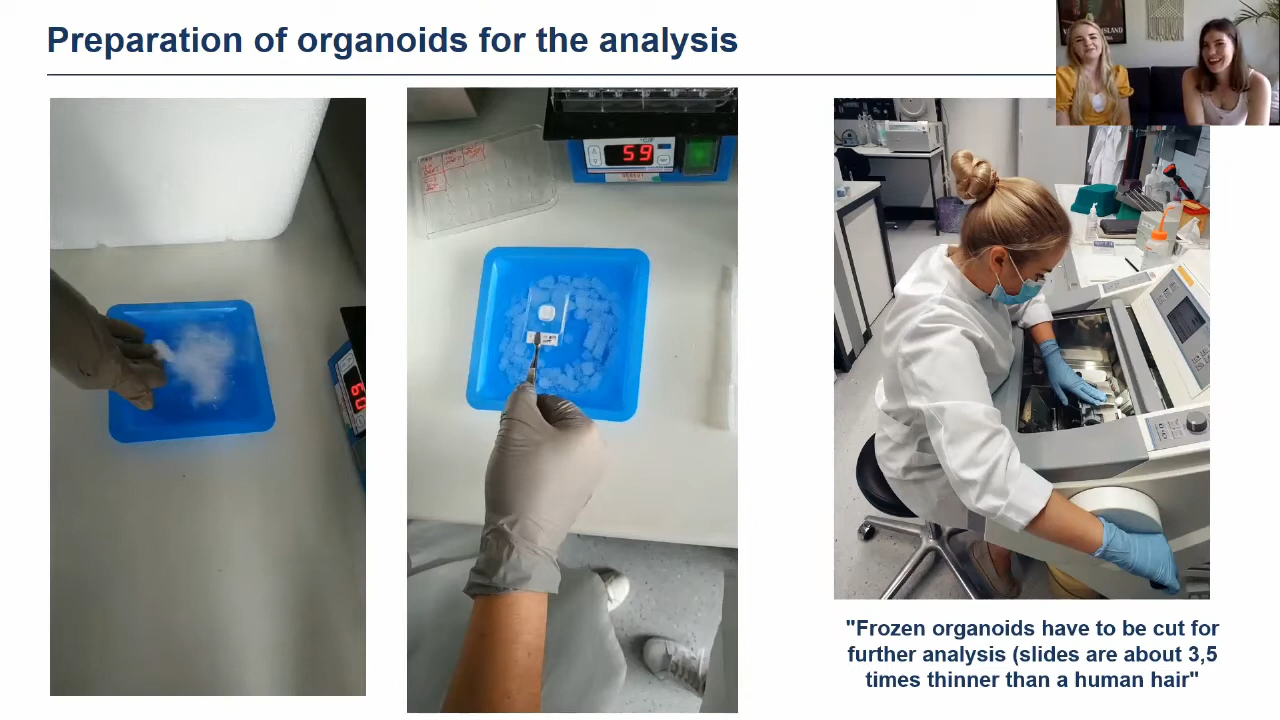 Preparation of organoids for the analysis
59
60
"Frozen organoids have to be cut for
further analysis (slides are about 3,5
times thinner than a human hair"